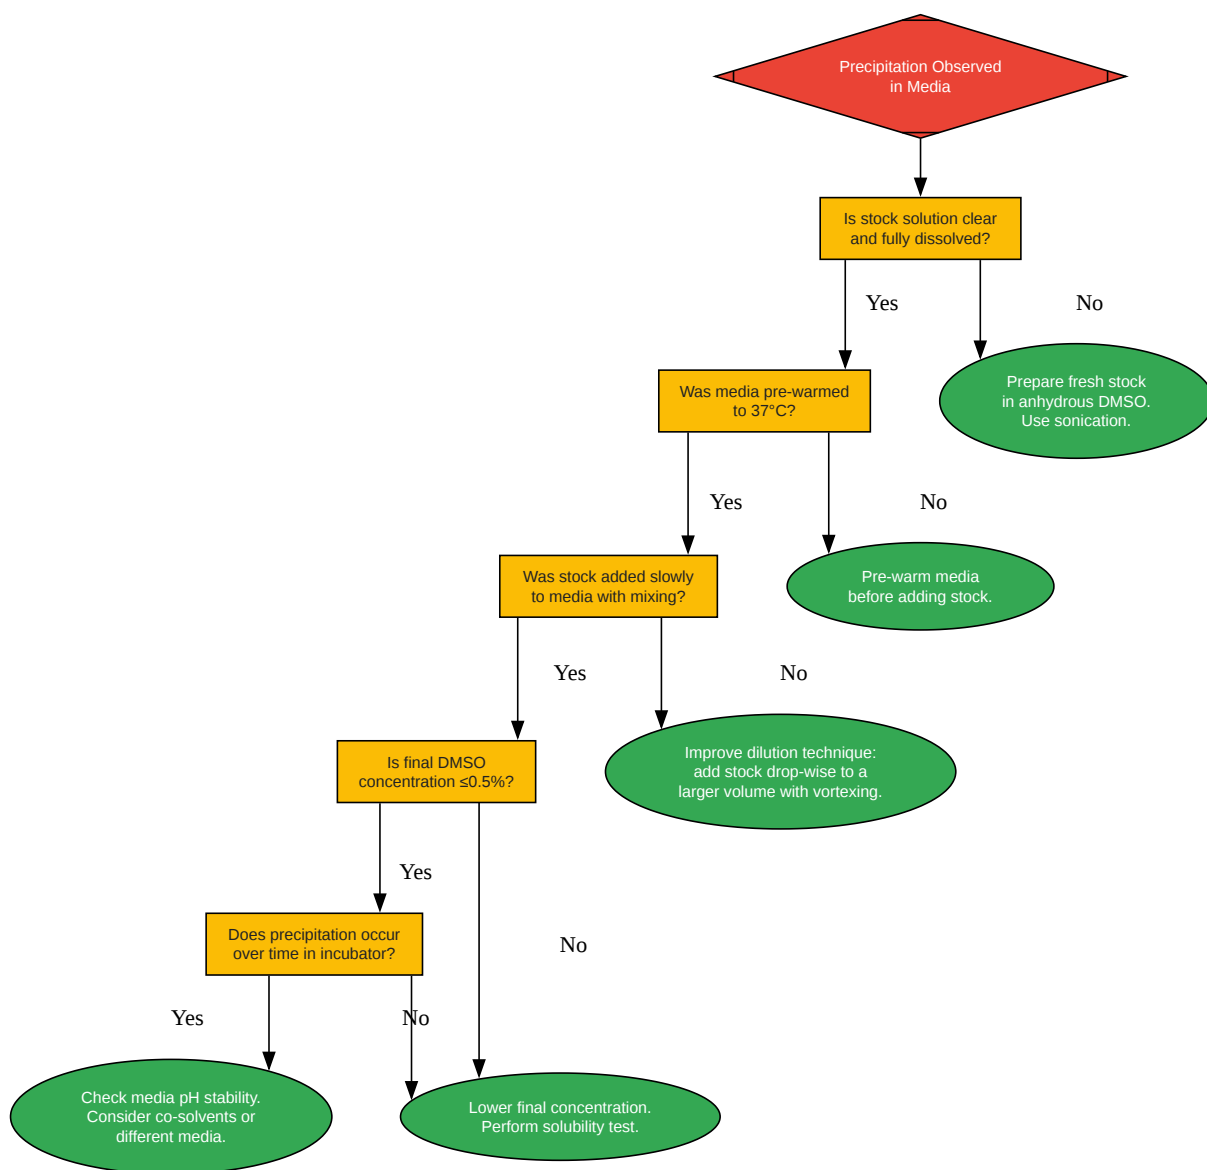 Precipitation Observed
in Media
Is stock solution clear
and fully dissolved?
Yes
No
Was media pre-warmed
to 37°C?
Prepare fresh stock
in anhydrous DMSO.
Use sonication.
Yes
No
Was stock added slowly
to media with mixing?
Pre-warm media
before adding stock.
Yes
No
Is final DMSO
concentration ≤0.5%?
Improve dilution technique:
add stock drop-wise to a
larger volume with vortexing.
Yes
No
Does precipitation occur
over time in incubator?
Yes
No
Check media pH stability.
Consider co-solvents or
different media.
Lower final concentration.
Perform solubility test.